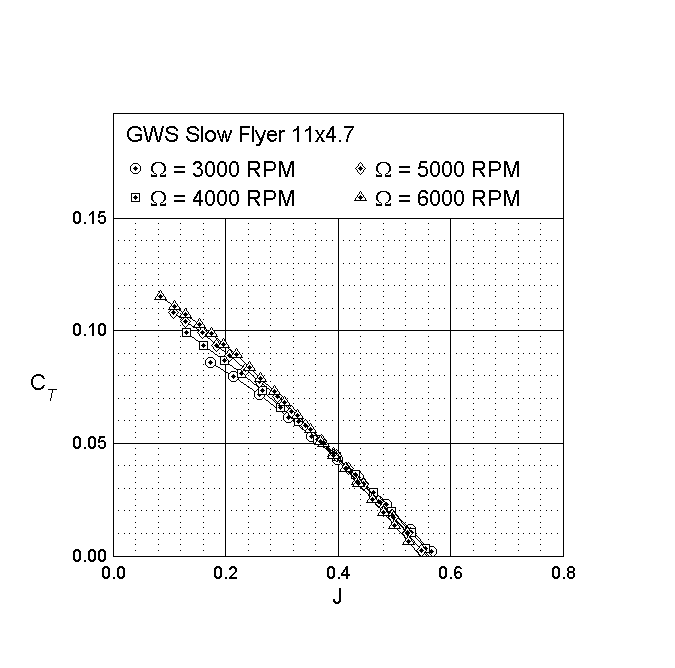 GWS Slow Flyer 11x4.7
Ω = 3000 RPM
Ω = 5000 RPM
Ω = 4000 RPM
Ω = 6000 RPM
0.15
0.10
C_T
0.05
0.00
0.0 0.2 0.4 0.6 0.8
J